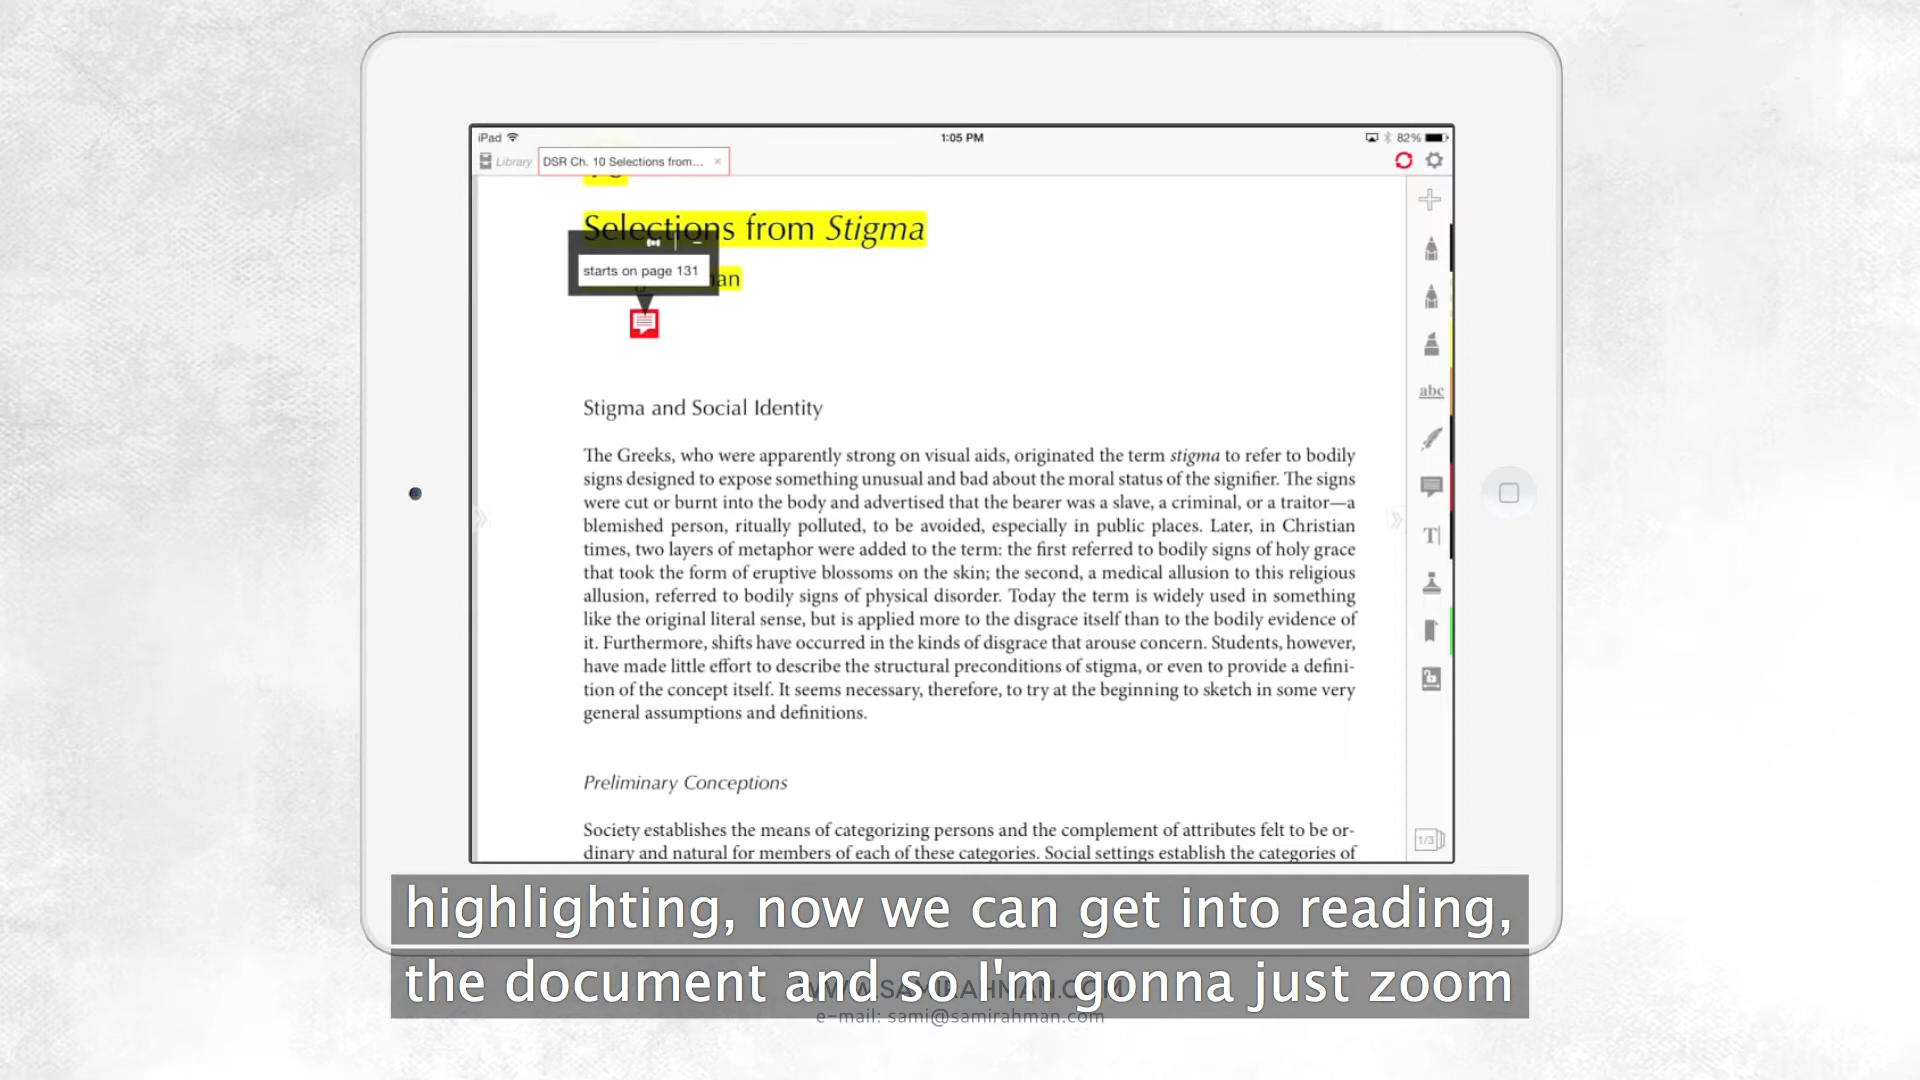 iPad 1:05 PM 82%
Library DSR Ch. 10 Selections from... ×
Selections from Stigma
starts on page 131
an
Stigma and Social Identity
The Greeks, who were apparently strong on visual aids, originated the term stigma to refer to bodily
signs designed to expose something unusual and bad about the moral status of the signifier. The signs
were cut or burnt into the body and advertised that the bearer was a slave, a criminal, or a traitor—a
blemished person, ritually polluted, to be avoided, especially in public places. Later, in Christian
times, two layers of metaphor were added to the term: the first referred to bodily signs of holy grace
that took the form of eruptive blossoms on the skin; the second, a medical allusion to this religious
allusion, referred to bodily signs of physical disorder. Today the term is widely used in something
like the original literal sense, but is applied more to the disgrace itself than to the bodily evidence of
it. Furthermore, shifts have occurred in the kinds of disgrace that arouse concern. Students, however,
have made little effort to describe the structural preconditions of stigma, or even to provide a defini-
tion of the concept itself. It seems necessary, therefore, to try at the beginning to sketch in some very
general assumptions and definitions.
Preliminary Conceptions
Society establishes the means of categorizing persons and the complement of attributes felt to be or-
dinary and natural for members of each of these categories. Social settings establish the categories of
abc
T
1/3
highlighting, now we can get into reading,
the document and so I'm gonna just zoom
WWW.SAMIRAHMAN.COM
e-mail: sami@samirahman.com